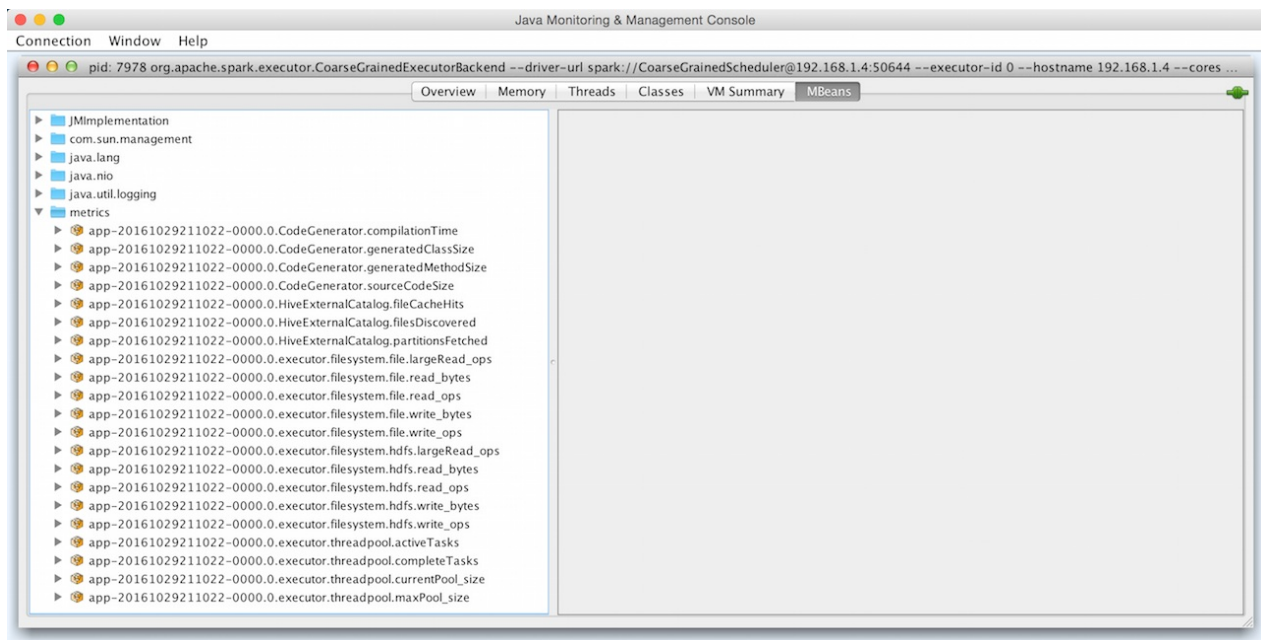 Java Monitoring & Management Console
Connection Window Help
pid: 7978 org.apache.spark.executor.CoarseGrainedExecutorBackend --driver-url spark://CoarseGrainedScheduler@192.168.1.4:50644 --executor-id 0 --hostname 192.168.1.4 --cores ...
Overview Memory Threads Classes VM Summary MBeans
JMImplementation
com.sun.management
java.lang
java.nio
java.util.logging
metrics
app-20161029211022-0000.0.CodeGenerator.compilationTime
app-20161029211022-0000.0.CodeGenerator.generatedClassSize
app-20161029211022-0000.0.CodeGenerator.generatedMethodSize
app-20161029211022-0000.0.CodeGenerator.sourceCodeSize
app-20161029211022-0000.0.HiveExternalCatalog.fileCacheHits
app-20161029211022-0000.0.HiveExternalCatalog.filesDiscovered
app-20161029211022-0000.0.HiveExternalCatalog.partitionsFetched
app-20161029211022-0000.0.executor.filesystem.file.largeRead_ops
app-20161029211022-0000.0.executor.filesystem.file.read_bytes
app-20161029211022-0000.0.executor.filesystem.file.read_ops
app-20161029211022-0000.0.executor.filesystem.file.write_bytes
app-20161029211022-0000.0.executor.filesystem.file.write_ops
app-20161029211022-0000.0.executor.filesystem.hdfs.largeRead_ops
app-20161029211022-0000.0.executor.filesystem.hdfs.read_bytes
app-20161029211022-0000.0.executor.filesystem.hdfs.read_ops
app-20161029211022-0000.0.executor.filesystem.hdfs.write_bytes
app-20161029211022-0000.0.executor.filesystem.hdfs.write_ops
app-20161029211022-0000.0.executor.threadpool.activeTasks
app-20161029211022-0000.0.executor.threadpool.completeTasks
app-20161029211022-0000.0.executor.threadpool.currentPool_size
app-20161029211022-0000.0.executor.threadpool.maxPool_size